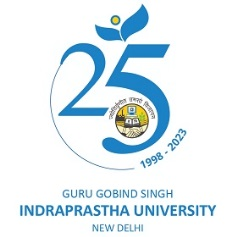 25
1998 - 2023
GURU GOBIND SINGH
INDRAPRASTHA UNIVERSITY
NEW DELHI